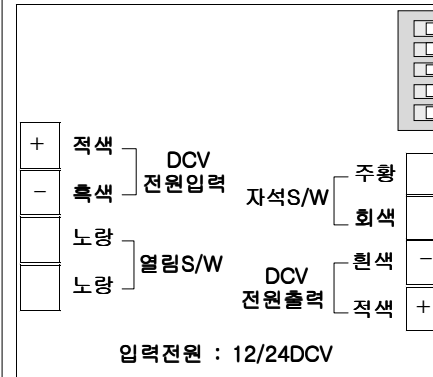 + 적색
DCV
전원입력
− 흑색
노랑
열림S/W
노랑
주황
자석S/W
회색
흰색 −
DCV
전원출력
적색 +
입력전원 : 12/24DCV